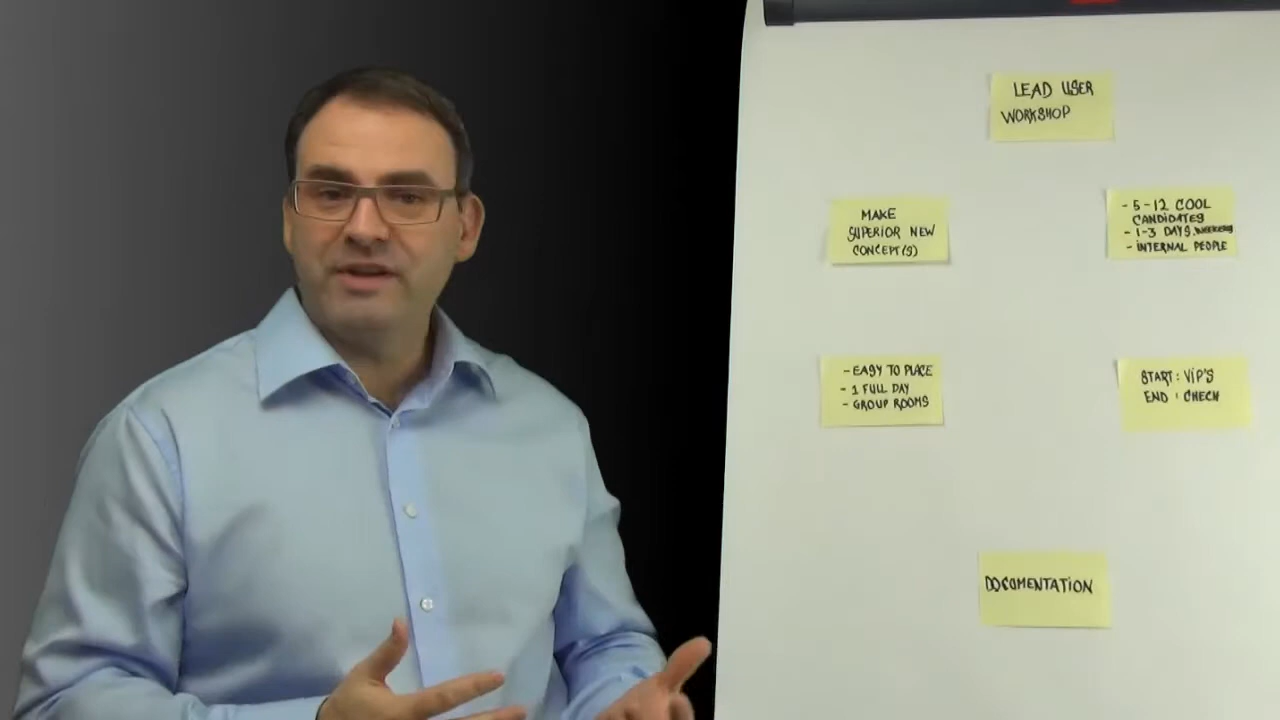 LEAD USER
WORKSHOP
MAKE
SUPERIOR NEW
CONCEPT(S)
- 5-12 COOL
CANDIDATES
- 1-3 DAYS, WEEKEND
- INTERNAL PEOPLE
- EASY TO PLACE
- 1 FULL DAY
- GROUP ROOMS
START: VIP'S
END: CHECK
DOCUMENTATION